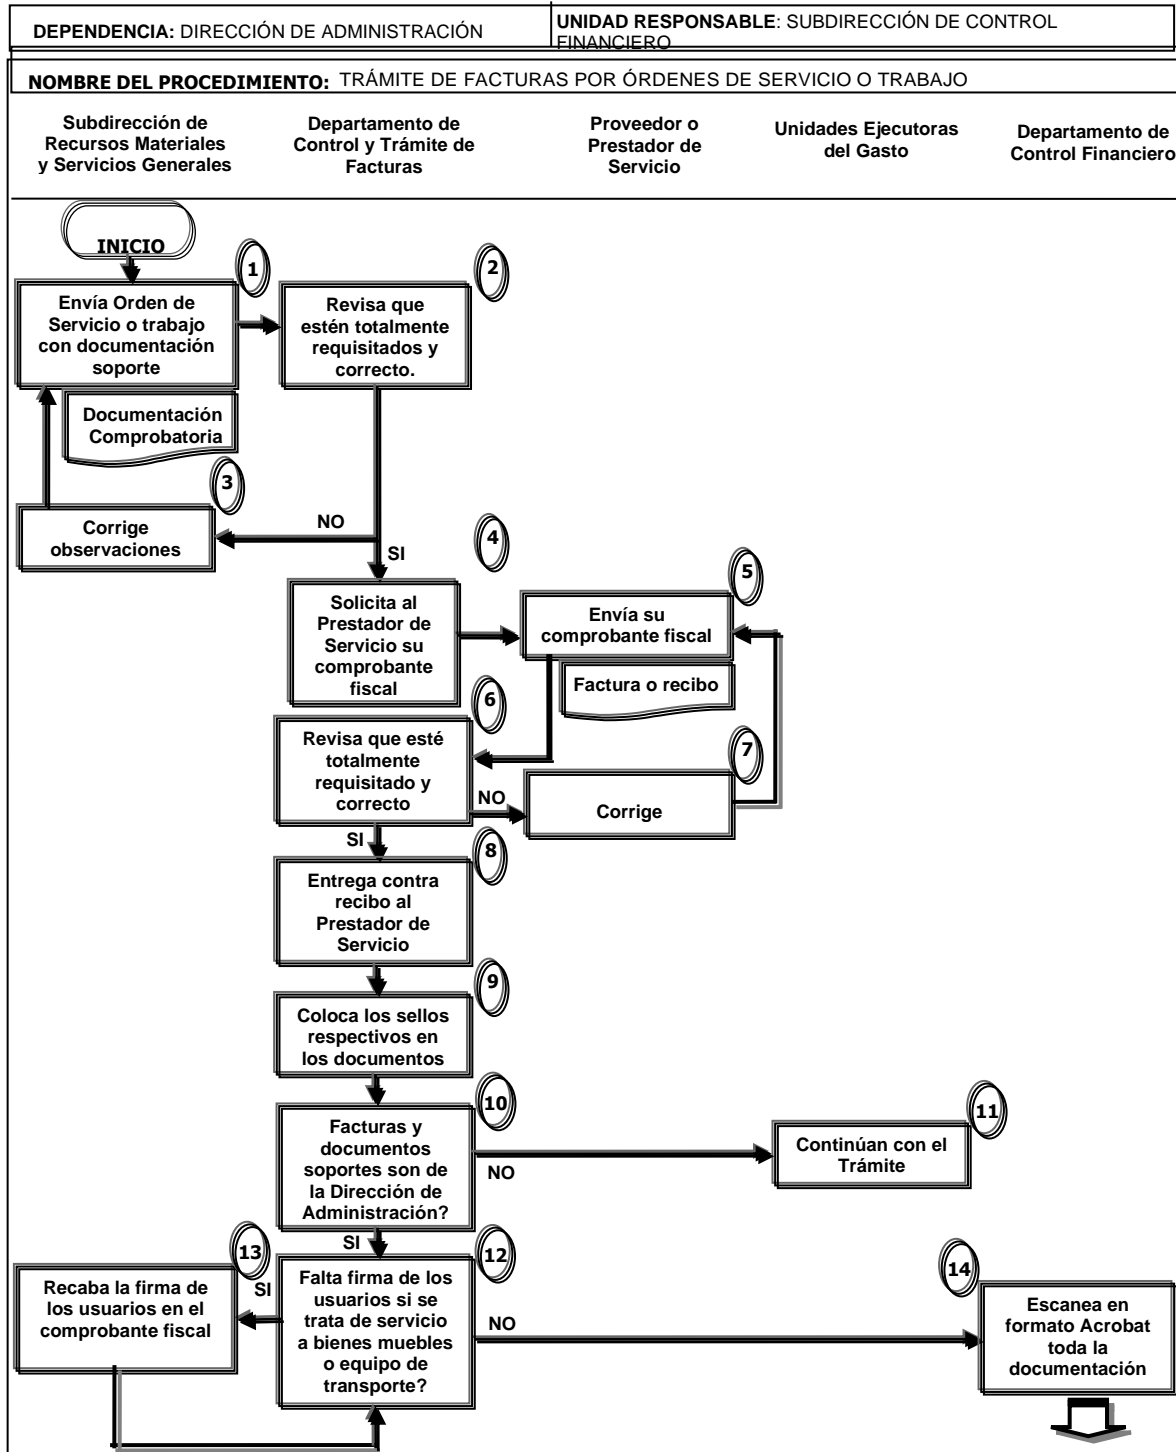 DEPENDENCIA: DIRECCIÓN DE ADMINISTRACIÓN
UNIDAD RESPONSABLE: SUBDIRECCIÓN DE CONTROL
FINANCIERO
NOMBRE DEL PROCEDIMIENTO: TRÁMITE DE FACTURAS POR ÓRDENES DE SERVICIO O TRABAJO
Subdirección de
Recursos Materiales
y Servicios Generales
Departamento de
Control y Trámite de
Facturas
Proveedor o
Prestador de
Servicio
Unidades Ejecutoras
del Gasto
Departamento de
Control Financiero
INICIO
1
Envía Orden de
Servicio o trabajo
con documentación
soporte
Documentación
Comprobatoria
2
Revisa que
estén totalmente
requisitados y
correcto.
3
Corrige
observaciones
NO
SI
4
Solicita al
Prestador de
Servicio su
comprobante
fiscal
5
Envía su
comprobante fiscal
Factura o recibo
6
Revisa que esté
totalmente
requisitado y
correcto
NO
7
Corrige
SI
8
Entrega contra
recibo al
Prestador de
Servicio
9
Coloca los sellos
respectivos en
los documentos
10
Facturas y
documentos
soportes son de
la Dirección de
Administración?
NO
11
Continúan con el
Trámite
SI
12
Falta firma de los
usuarios si se
trata de servicio
a bienes muebles
o equipo de
transporte?
SI
13
Recaba la firma de
los usuarios en el
comprobante fiscal
NO
14
Escanea en
formato Acrobat
toda la
documentación